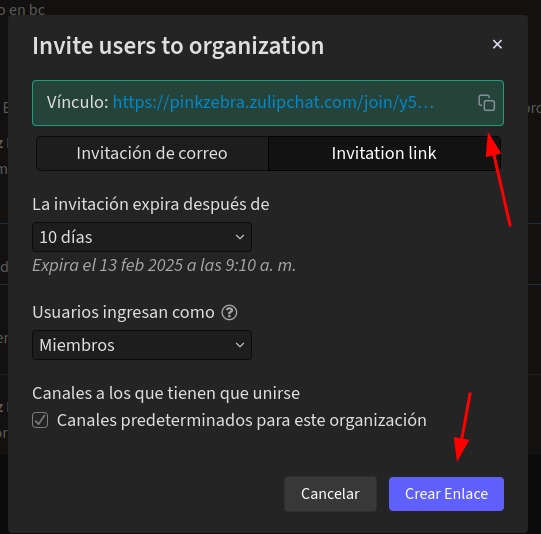 o en bc
Invite users to organization
Vínculo: https://pinkzebra.zulipchat.com/join/y5...
Invitación de correo
Invitation link
La invitación expira después de
10 días
Expira el 13 feb 2025 a las 9:10 a. m.
Usuarios ingresan como
Miembros
Canales a los que tienen que unirse
Canales predeterminados para este organización
Cancelar
Crear Enlace